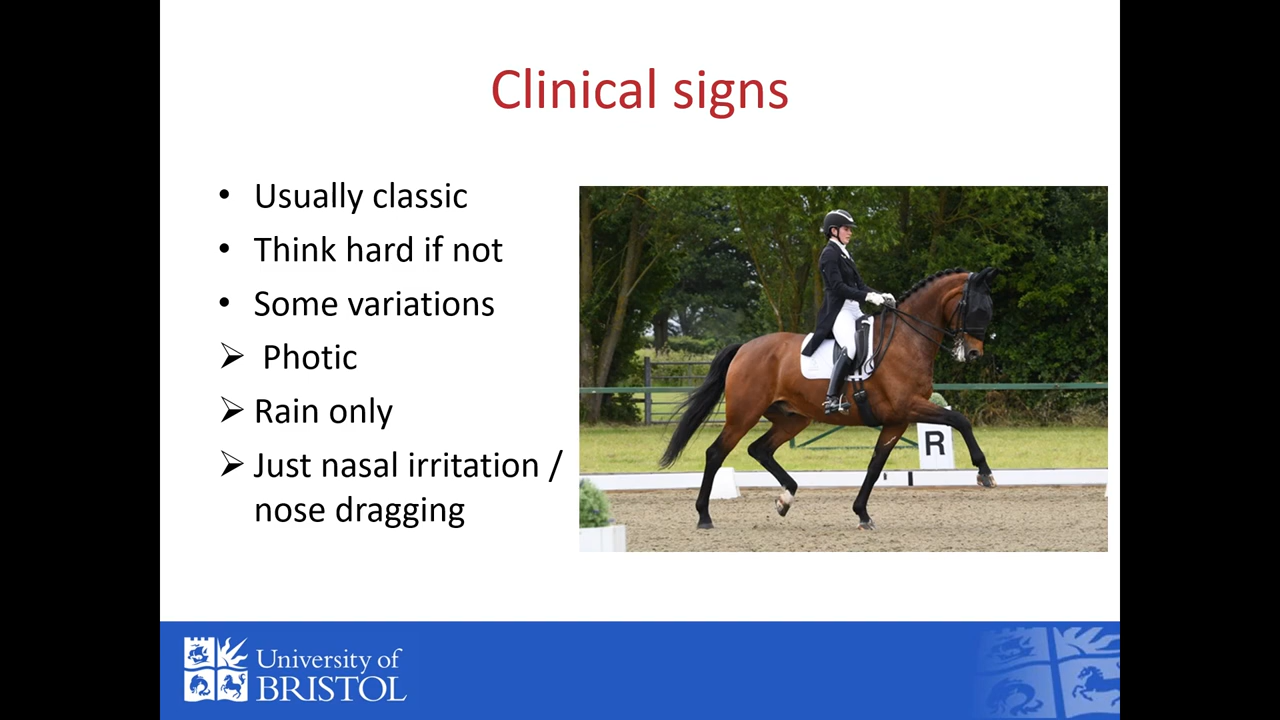 Clinical signs
• Usually classic
• Think hard if not
• Some variations
➢ Photic
➢ Rain only
➢ Just nasal irritation /
nose dragging
R
University of
BRISTOL